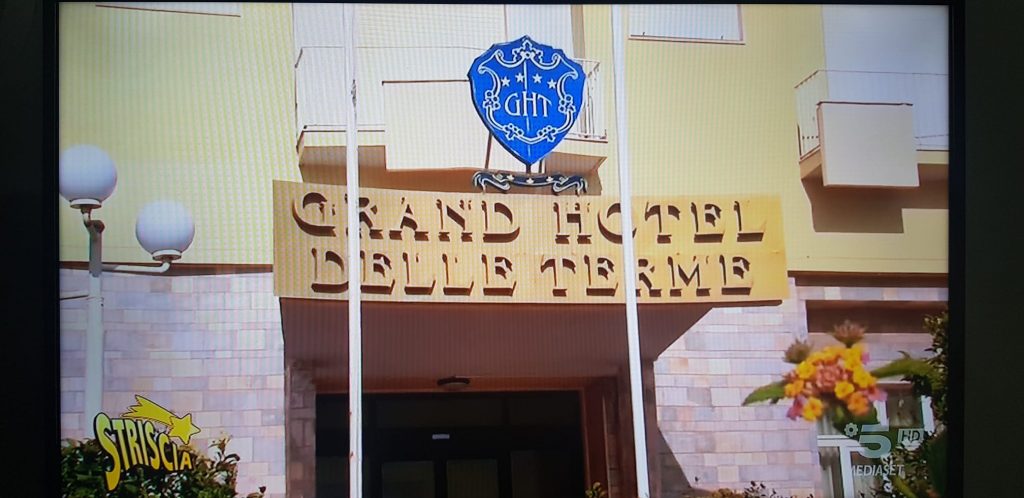 GHT
GRAND HOTEL
DELLE TERME
STRISCIA
5 HD
MEDIASET